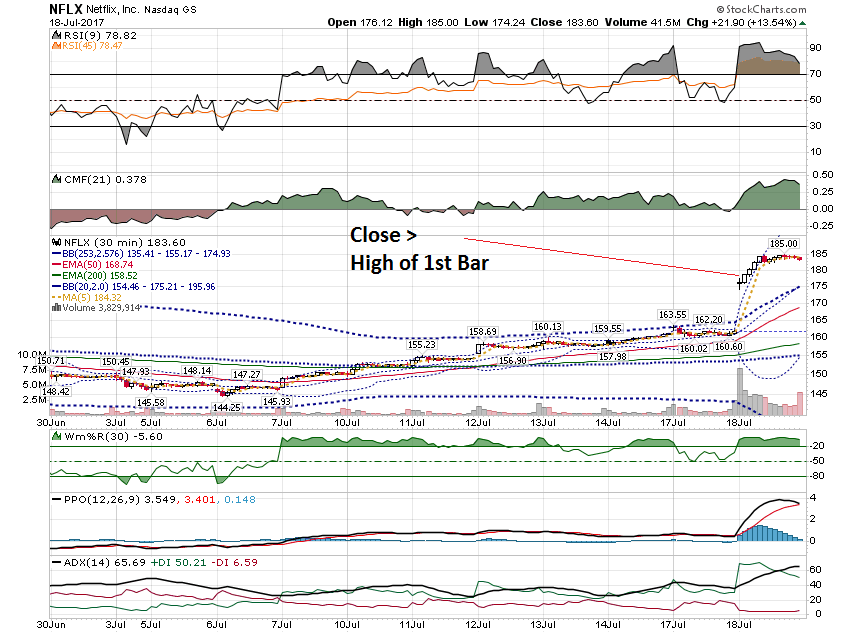 NFLX Netflix, Inc. Nasdaq GS
© StockCharts.com
18-Jul-2017
Open 176.12 High 185.00 Low 174.24 Close 183.60 Volume 41.5M Chg +21.90 (+13.54%)
RSI(9) 78.82
RSI(45) 78.47
90
70
50
30
10
CMF(21) 0.378
0.50
0.25
0.00
-0.25
Close >
High of 1st Bar
NFLX (30 min) 183.60
BB(253,2.576) 135.41 - 155.17 - 174.93
EMA(50) 168.74
EMA(200) 158.52
BB(20,2.0) 154.46 - 175.21 - 195.96
MA(5) 184.32
Volume 3,829,914
185.00
163.55
162.20
160.13
159.55
158.69
155.23
160.02
160.60
157.98
156.90
150.71
150.45
147.93
148.14
147.27
148.42
145.58
144.25
145.93
10.0M
7.5M
5.0M
2.5M
185
180
175
170
165
160
155
150
145
30Jun 3Jul 5Jul 6Jul 7Jul 10Jul 11Jul 12Jul 13Jul 14Jul 17Jul 18Jul
Wm%R(30) -5.60
-20
-50
-80
PPO(12,26,9) 3.549, 3.401, 0.148
4
2
0
ADX(14) 65.69 +DI 50.21 -DI 6.59
60
40
20
0
30Jun 3Jul 5Jul 6Jul 7Jul 10Jul 11Jul 12Jul 13Jul 14Jul 17Jul 18Jul